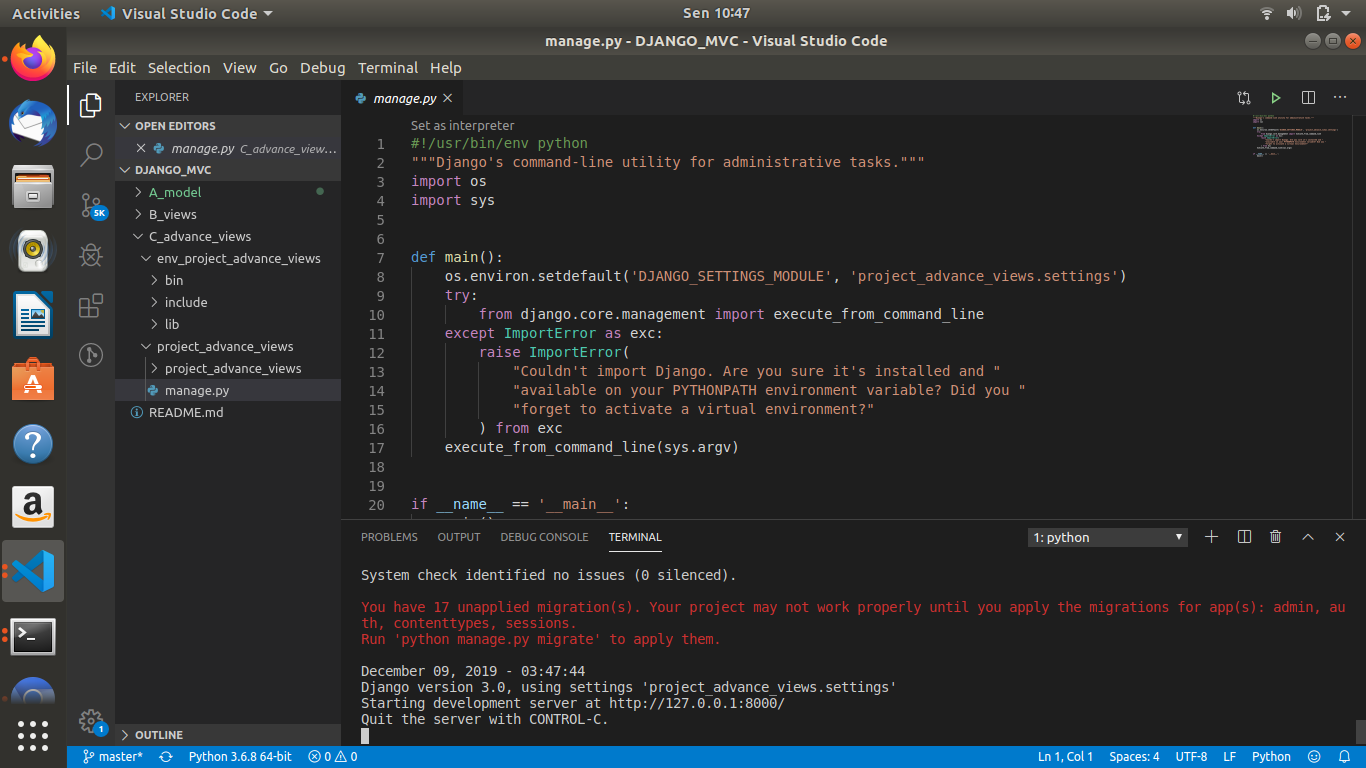 Activities Visual Studio Code Sen 10:47
manage.py - DJANGO_MVC - Visual Studio Code
File Edit Selection View Go Debug Terminal Help
EXPLORER
OPEN EDITORS
manage.py C_advance_view...
DJANGO_MVC
A_model
B_views
C_advance_views
env_project_advance_views
bin
include
lib
project_advance_views
project_advance_views
manage.py
README.md
OUTLINE
5K
1
manage.py
Set as interpreter
1 #!/usr/bin/env python
2 """Django's command-line utility for administrative tasks."""
3 import os
4 import sys
5
6
7 def main():
8 os.environ.setdefault('DJANGO_SETTINGS_MODULE', 'project_advance_views.settings')
9 try:
10 from django.core.management import execute_from_command_line
11 except ImportError as exc:
12 raise ImportError(
13 "Couldn't import Django. Are you sure it's installed and "
14 "available on your PYTHONPATH environment variable? Did you "
15 "forget to activate a virtual environment?"
16 ) from exc
17 execute_from_command_line(sys.argv)
18
19
20 if __name__ == '__main__':
PROBLEMS OUTPUT DEBUG CONSOLE TERMINAL 1: python
System check identified no issues (0 silenced).
You have 17 unapplied migration(s). Your project may not work properly until you apply the migrations for app(s): admin, au
th, contenttypes, sessions.
Run 'python manage.py migrate' to apply them.
December 09, 2019 - 03:47:44
Django version 3.0, using settings 'project_advance_views.settings'
Starting development server at http://127.0.0.1:8000/
Quit the server with CONTROL-C.
master* Python 3.6.8 64-bit 0 0 Ln 1, Col 1 Spaces: 4 UTF-8 LF Python